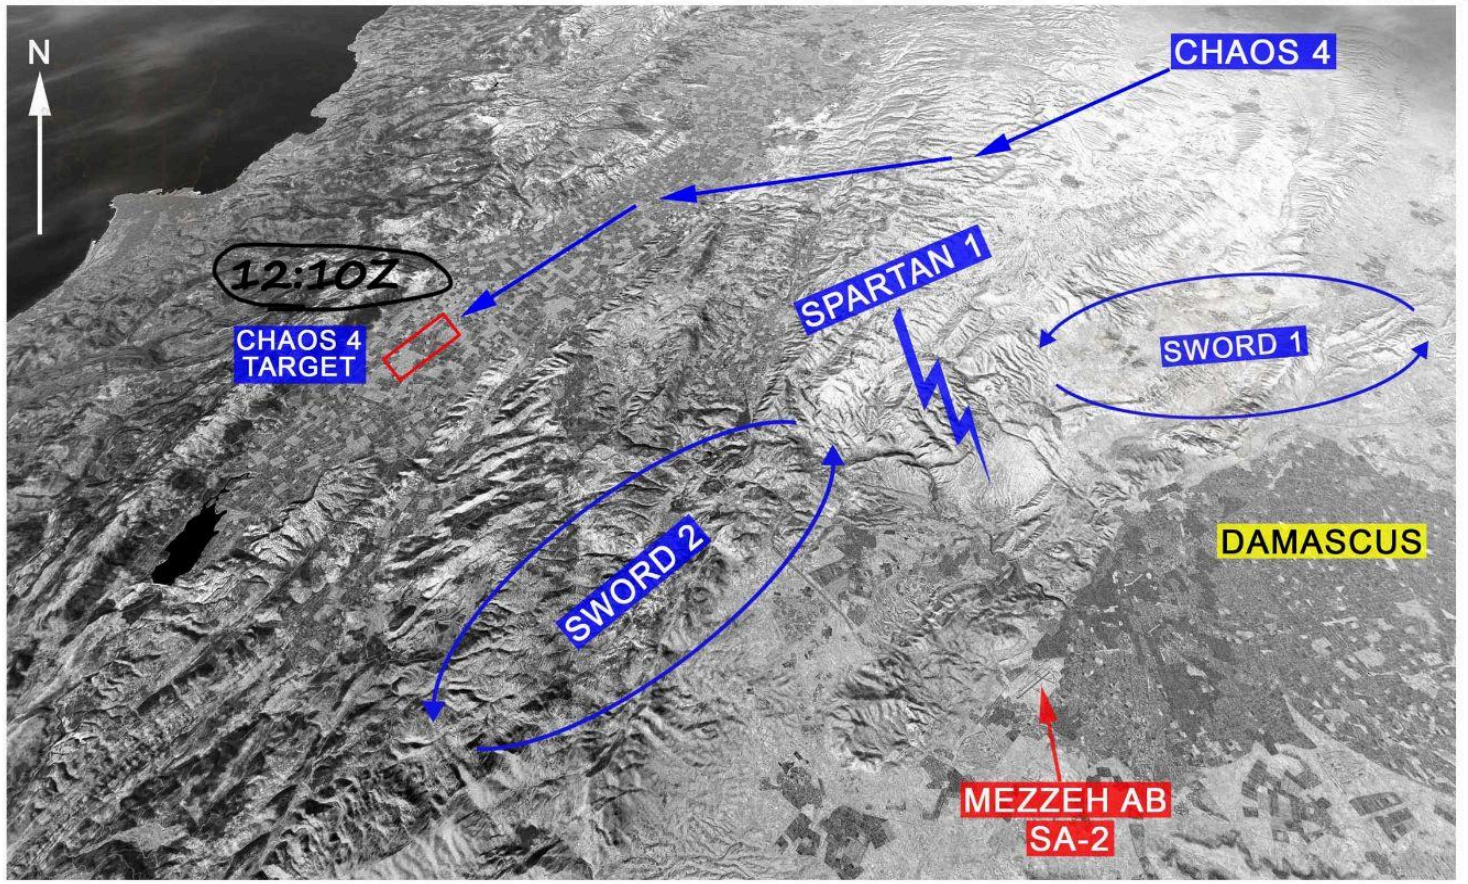 N
CHAOS 4
SPARTAN 1
12:10Z
CHAOS 4
TARGET
SWORD 1
SWORD 2
DAMASCUS
MEZZEH AB
SA-2